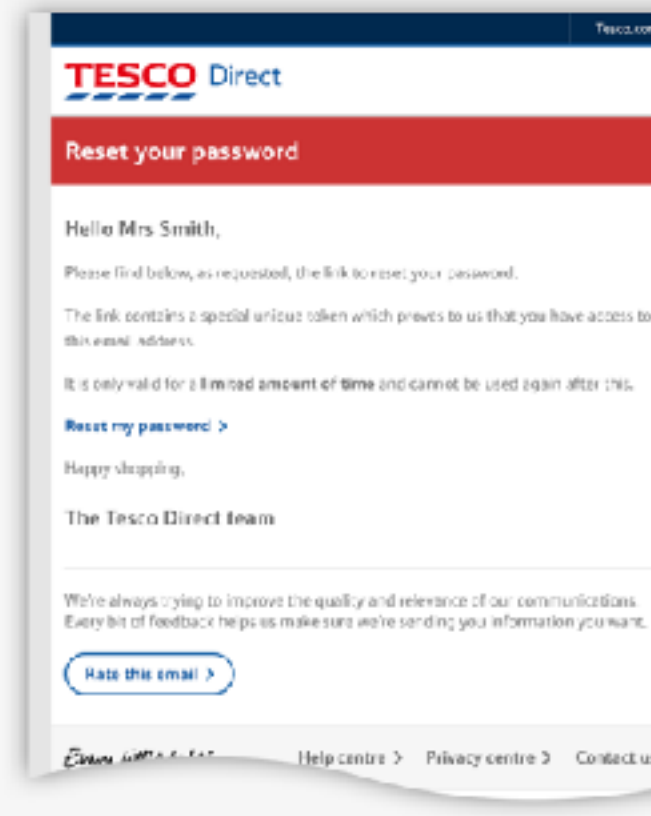 Tesco.com
TESCO Direct
Reset your password
Hello Mrs Smith,
Please find below, as requested, the link to reset your password.
The link contains a special unique token which proves to us that you have access to
this email address.
It is only valid for a limited amount of time and cannot be used again after this.
Reset my password >
Happy shopping,
The Tesco Direct team
We're always trying to improve the quality and relevance of our communications.
Every bit of feedback helps us make sure we're sending you information you want.
Rate this email >
Every Help centre > Privacy centre > Contact us